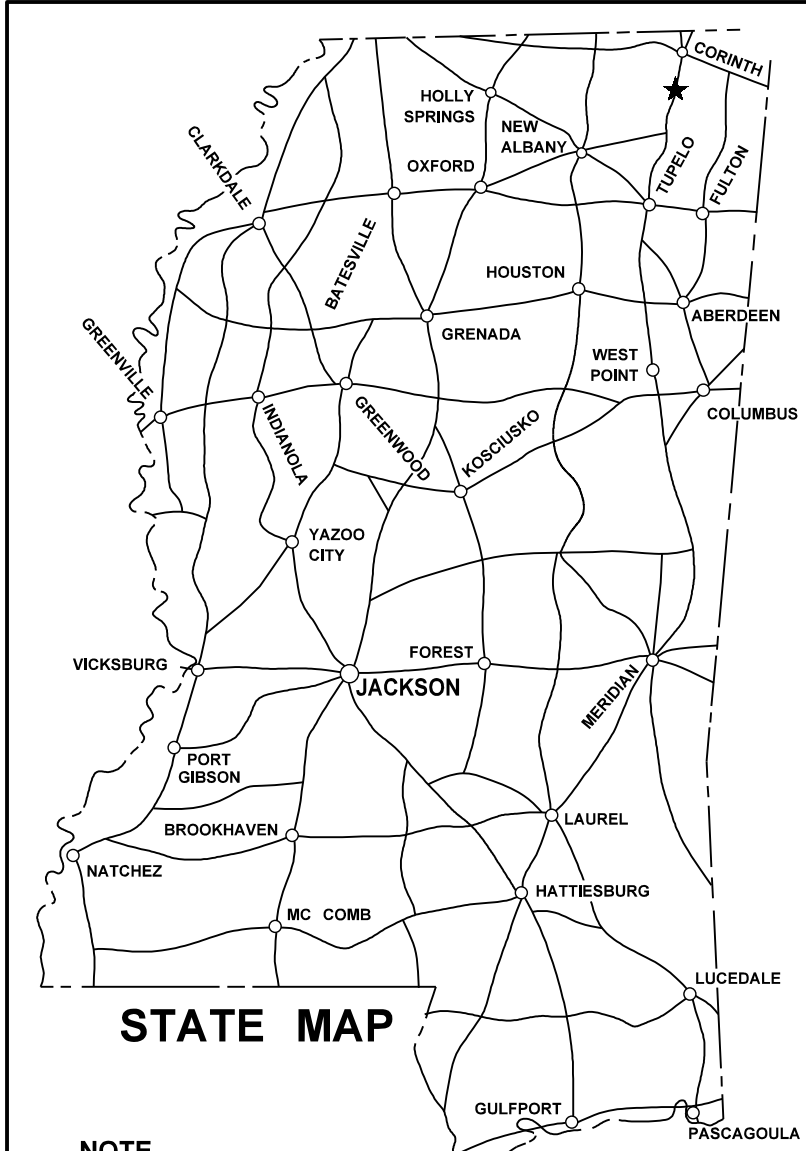 CORINTH
HOLLY
SPRINGS
NEW
ALBANY
CLARKDALE
OXFORD
TUPELO
FULTON
BATESVILLE
HOUSTON
ABERDEEN
GRENADA
GREENVILLE
WEST
POINT
COLUMBUS
INDIANOLA
GREENWOOD
KOSCIUSKO
YAZOO
CITY
VICKSBURG
FOREST
JACKSON
MERIDIAN
PORT
GIBSON
BROOKHAVEN
LAUREL
NATCHEZ
HATTIESBURG
MC COMB
LUCEDALE
STATE MAP
GULFPORT
PASCAGOULA
NOTE